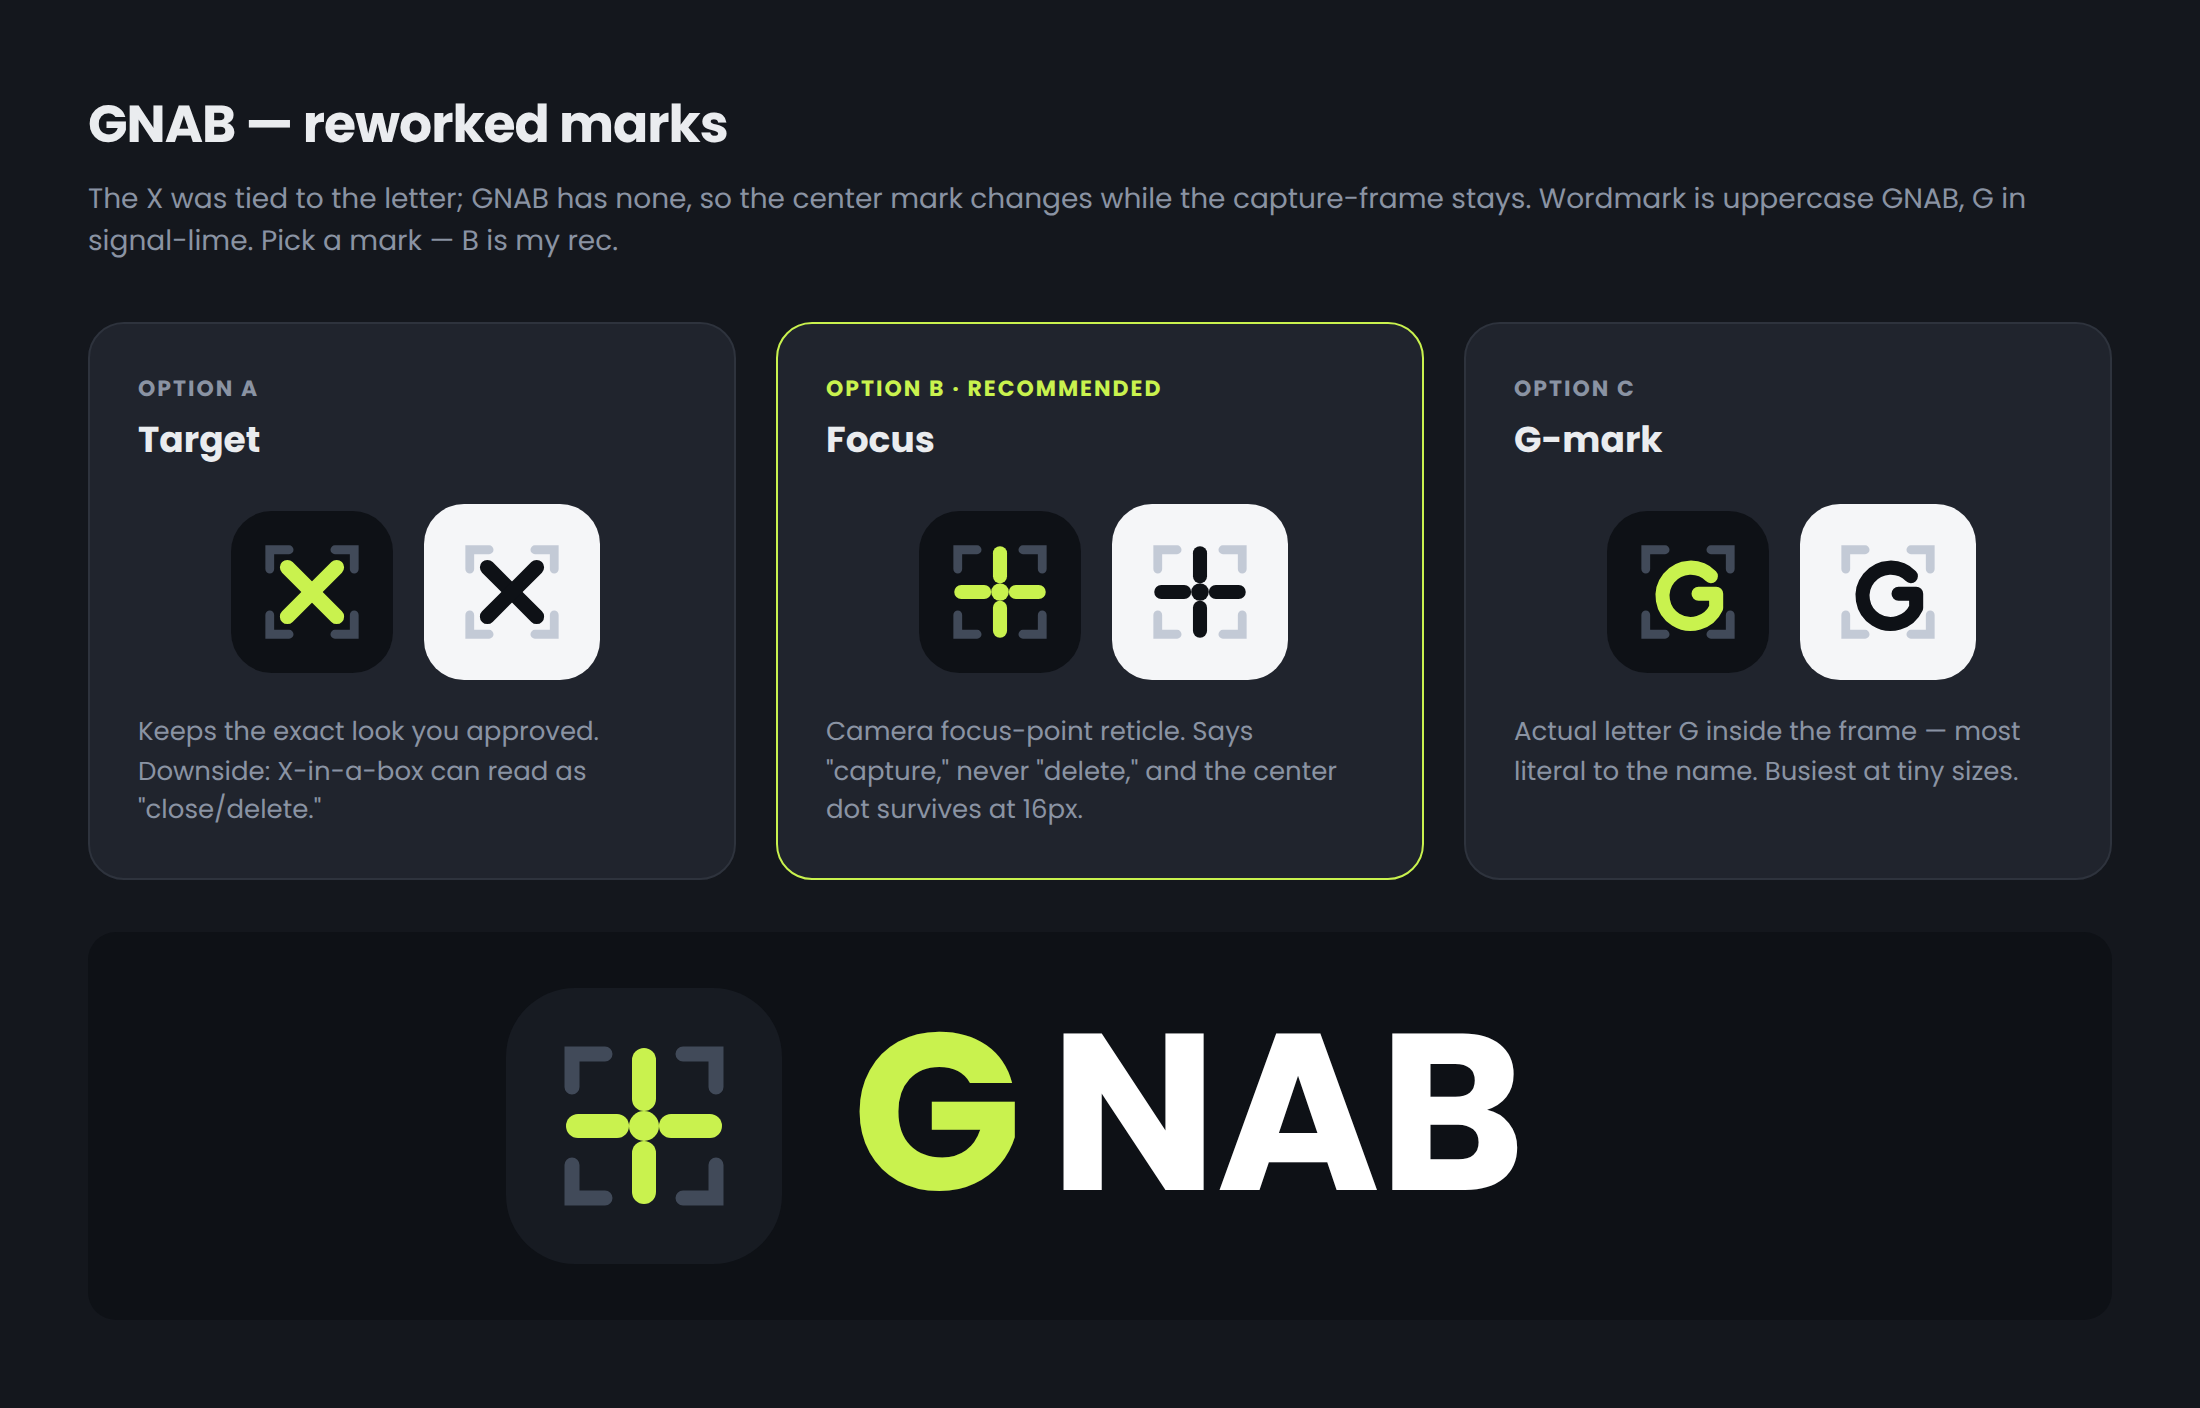 GNAB — reworked marks
The X was tied to the letter; GNAB has none, so the center mark changes while the capture-frame stays. Wordmark is uppercase GNAB, G in
signal-lime. Pick a mark — B is my rec.
OPTION A
Target
Keeps the exact look you approved.
Downside: X-in-a-box can read as
"close/delete."
OPTION B · RECOMMENDED
Focus
Camera focus-point reticle. Says
"capture," never "delete," and the center
dot survives at 16px.
OPTION C
G-mark
G G
Actual letter G inside the frame — most
literal to the name. Busiest at tiny sizes.
GNAB